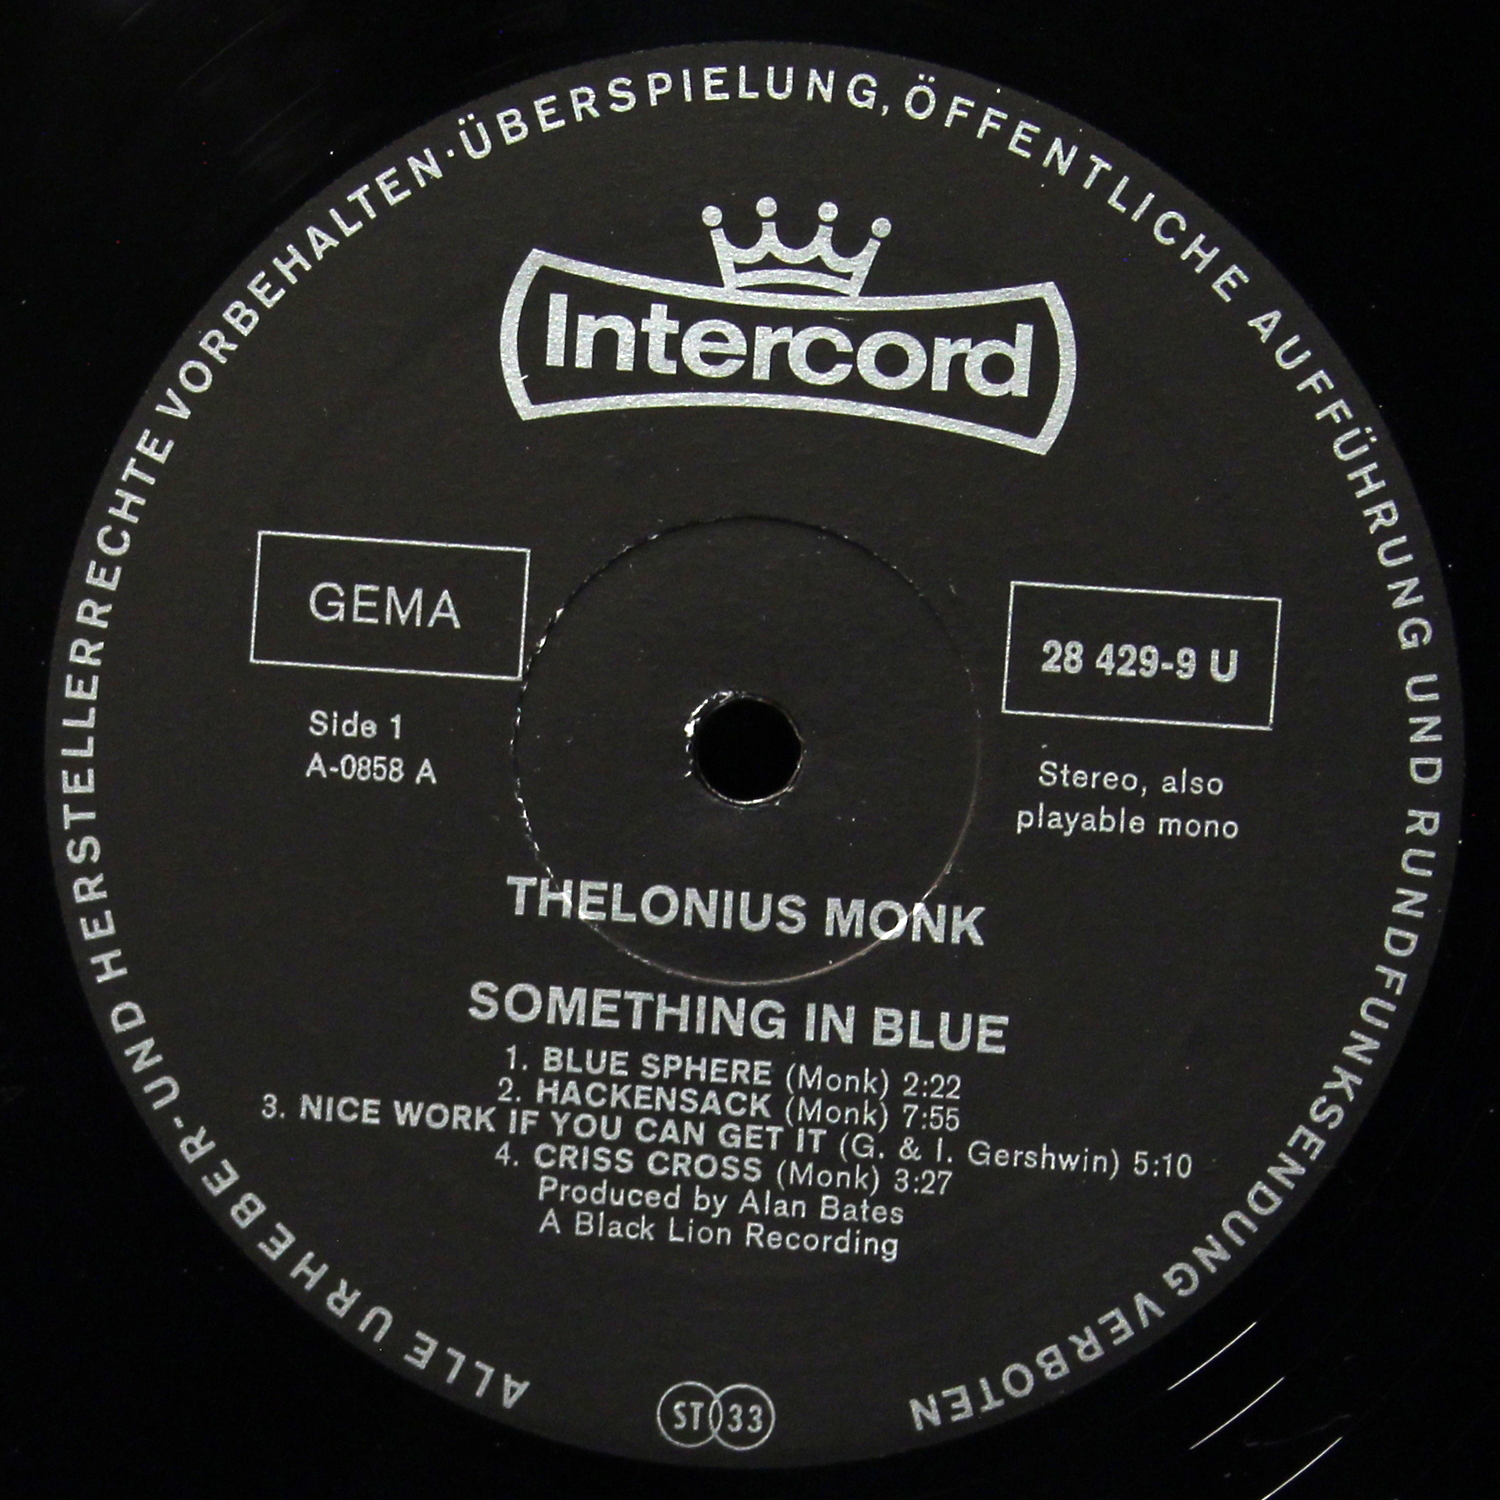 ALLE URHEBER- UND HERSTELLERRECHTE VORBEHALTEN · ÜBERSPIELUNG, ÖFFENTLICHE AUFFÜHRUNG UND RUNDFUNKSENDUNG VERBOTEN
Intercord
GEMA
28 429-9 U
Side 1
A-0858 A
Stereo, also
playable mono
THELONIUS MONK
SOMETHING IN BLUE
1. BLUE SPHERE (Monk) 2:22
2. HACKENSACK (Monk) 7:55
3. NICE WORK IF YOU CAN GET IT (G. & I. Gershwin) 5:10
4. CRISS CROSS (Monk) 3:27
Produced by Alan Bates
A Black Lion Recording
ST 33